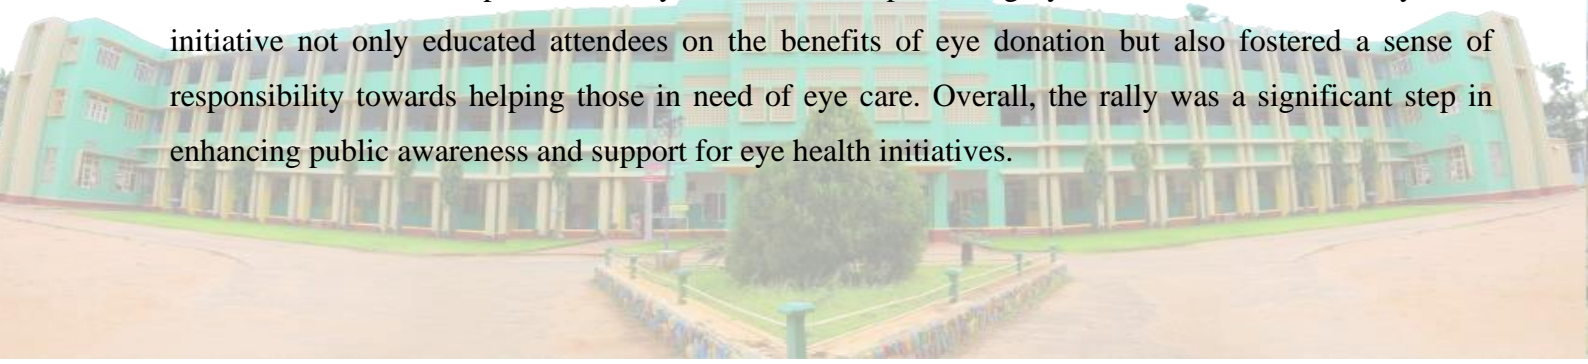 initiative not only educated attendees on the benefits of eye donation but also fostered a sense of
responsibility towards helping those in need of eye care. Overall, the rally was a significant step in
enhancing public awareness and support for eye health initiatives.